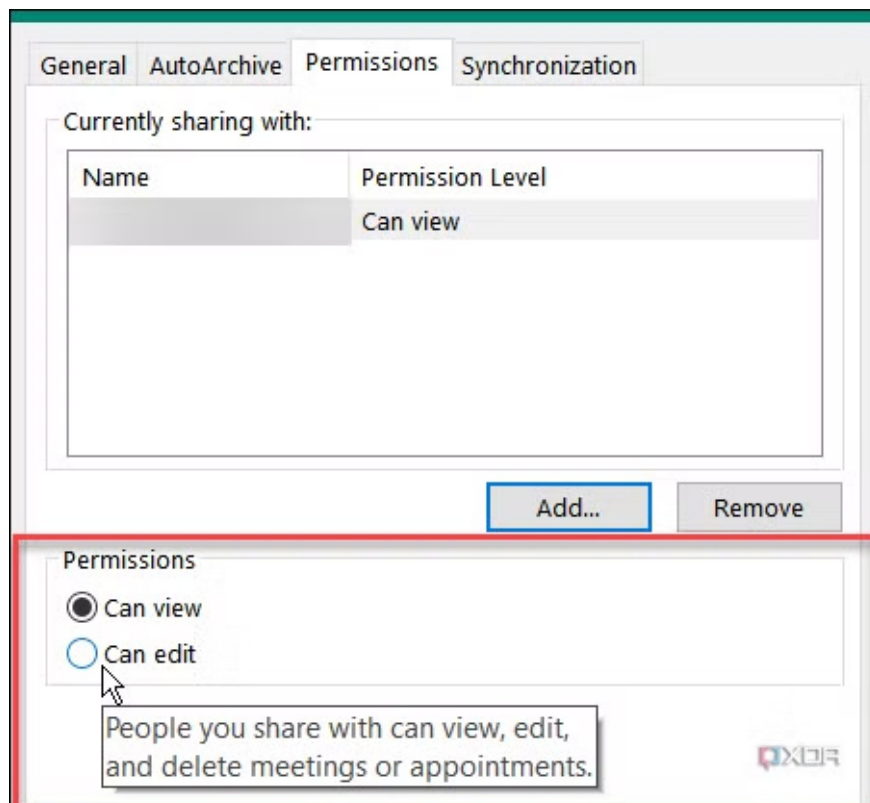 General AutoArchive Permissions Synchronization
Currently sharing with:
Name Permission Level
Can view
Add... Remove
Permissions
Can view
Can edit
People you share with can view, edit,
and delete meetings or appointments.
XDA